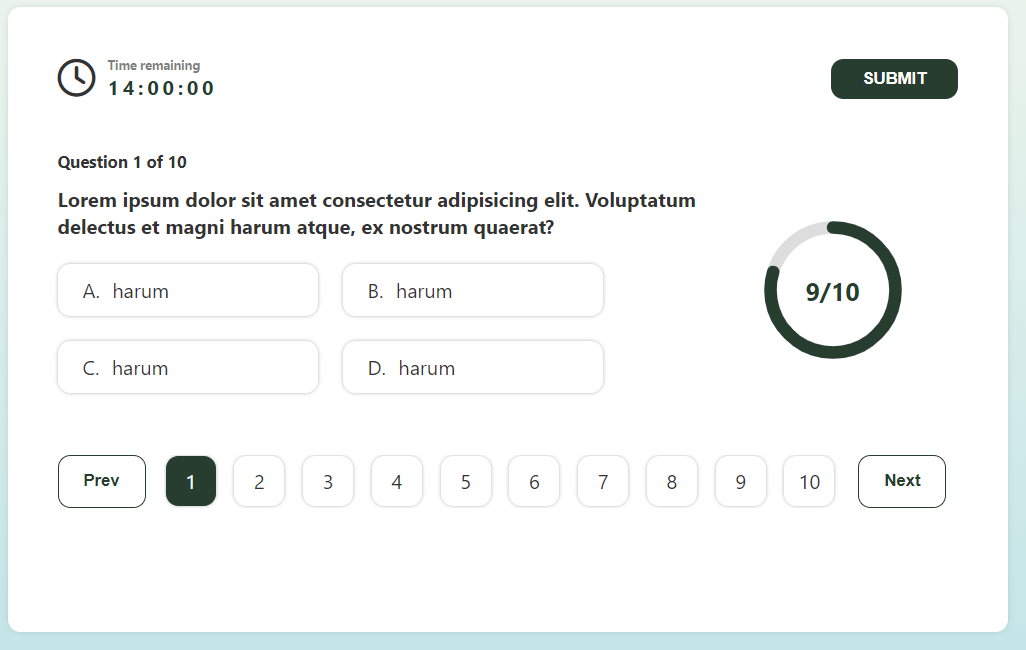 Time remaining
14:00:00
SUBMIT
Question 1 of 10
Lorem ipsum dolor sit amet consectetur adipisicing elit. Voluptatum
delectus et magni harum atque, ex nostrum quaerat?
A. harum
B. harum
C. harum
D. harum
9/10
Prev 1 2 3 4 5 6 7 8 9 10 Next